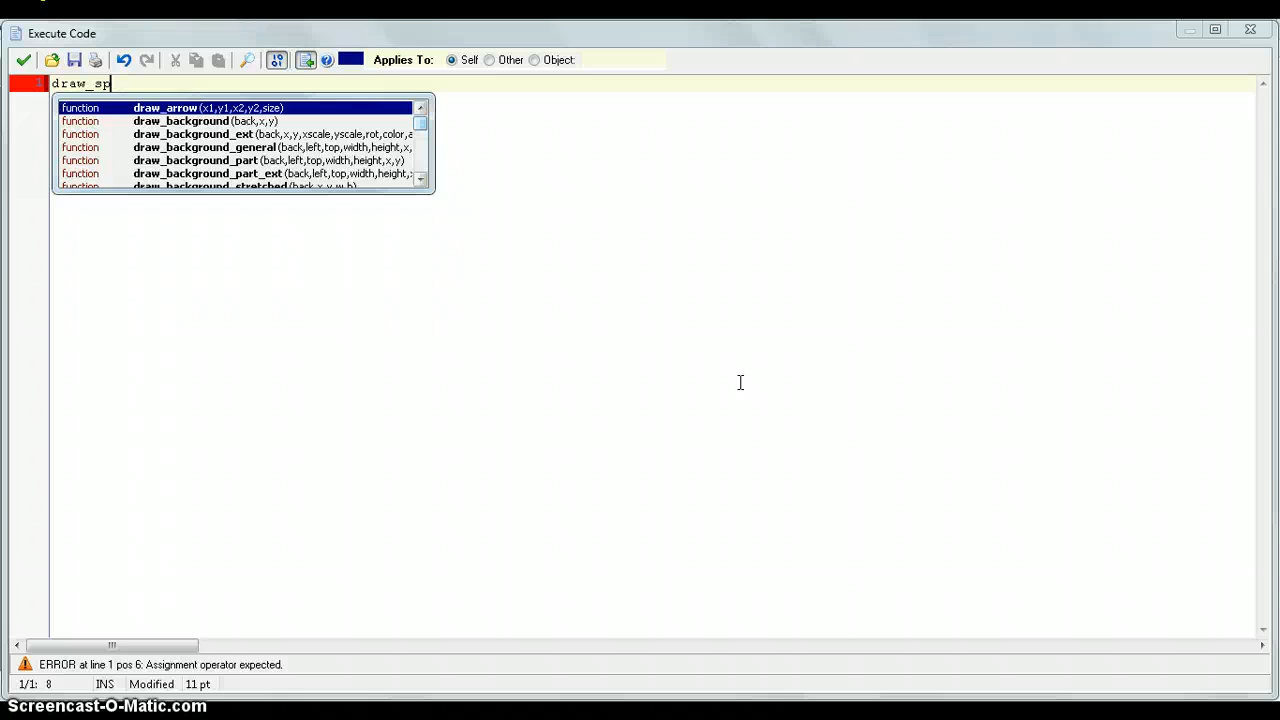 Execute Code
Applies To: Self Other Object:
1 draw_sp
function draw_arrow(x1,y1,x2,y2,size)
function draw_background(back,x,y)
function draw_background_ext(back,x,y,xscale,yscale,rot,color,a
function draw_background_general(back,left,top,width,height,x,
function draw_background_part(back,left,top,width,height,x,y)
function draw_background_part_ext(back,left,top,width,height,x
function draw_background_stretched(back,x,y,w,h)
ERROR at line 1 pos 6: Assignment operator expected.
1/1: 8 INS Modified 11 pt
Screencast-O-Matic.com